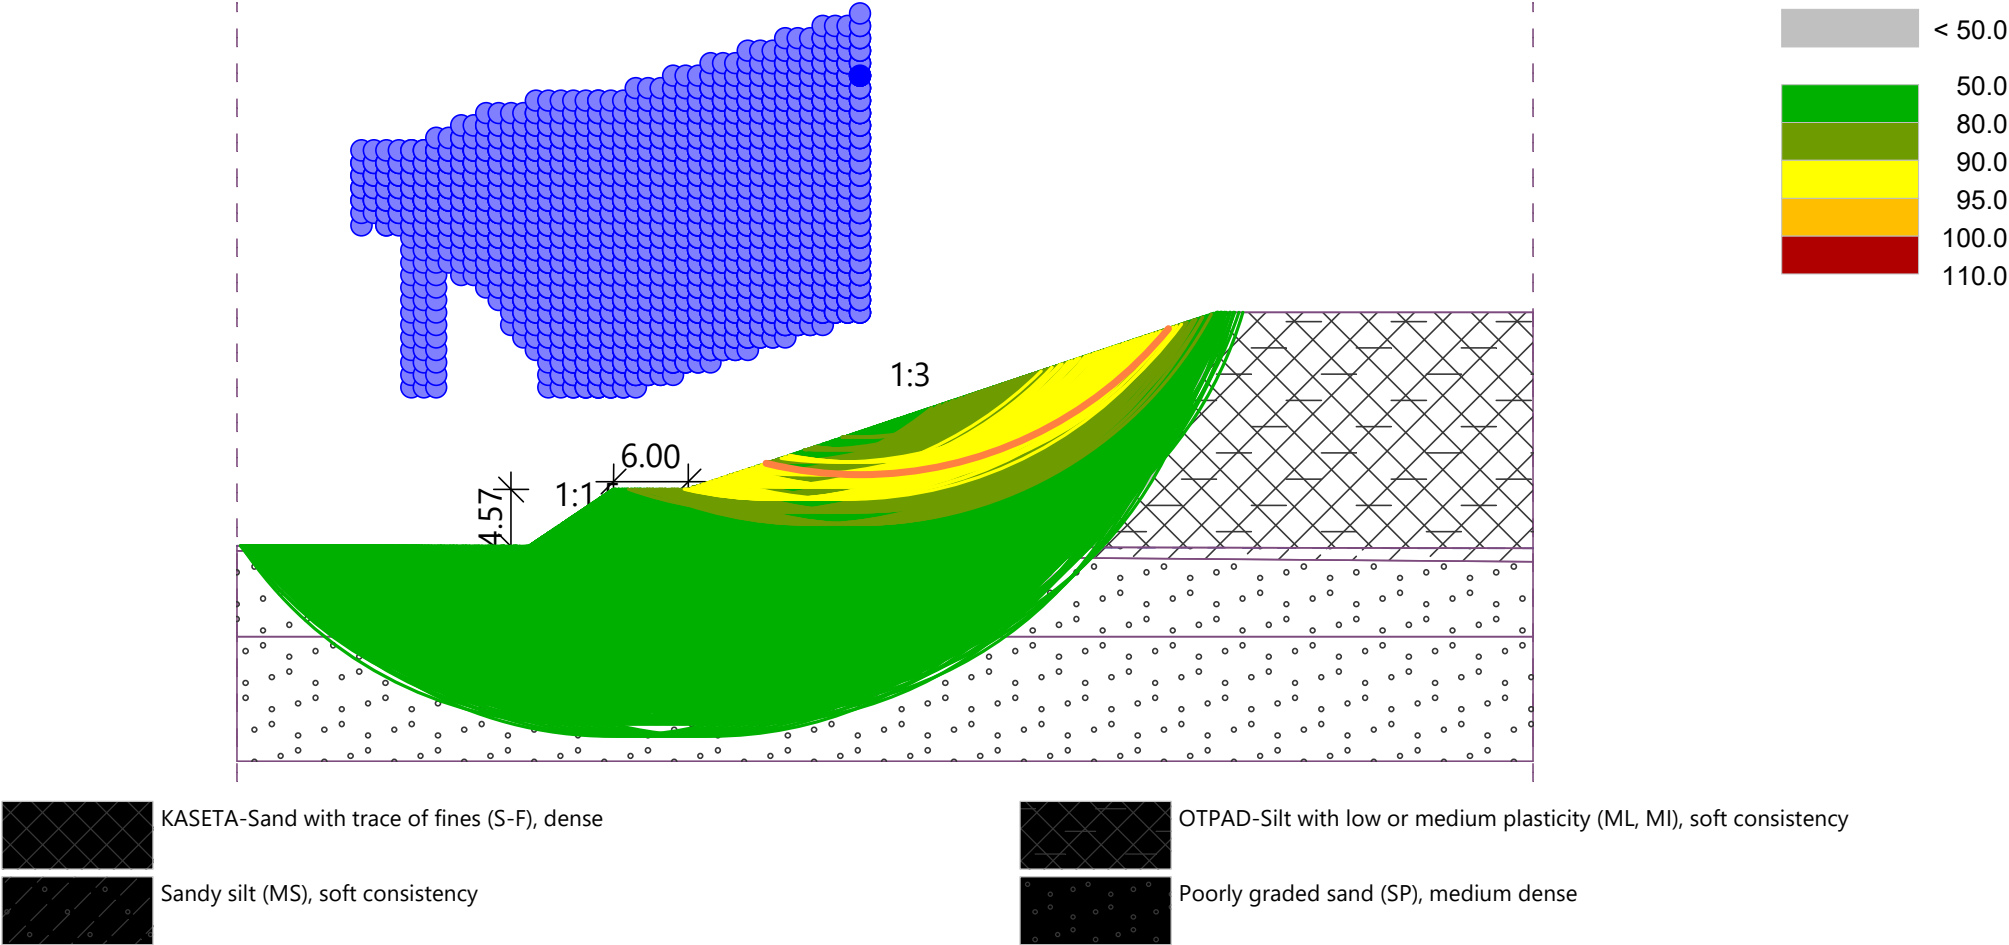 < 50.0
50.0
80.0
90.0
95.0
100.0
110.0
1:3
6.00
4.57
KASETA-Sand with trace of fines (S-F), dense
OTPAD-Silt with low or medium plasticity (ML, MI), soft consistency
Sandy silt (MS), soft consistency
Poorly graded sand (SP), medium dense